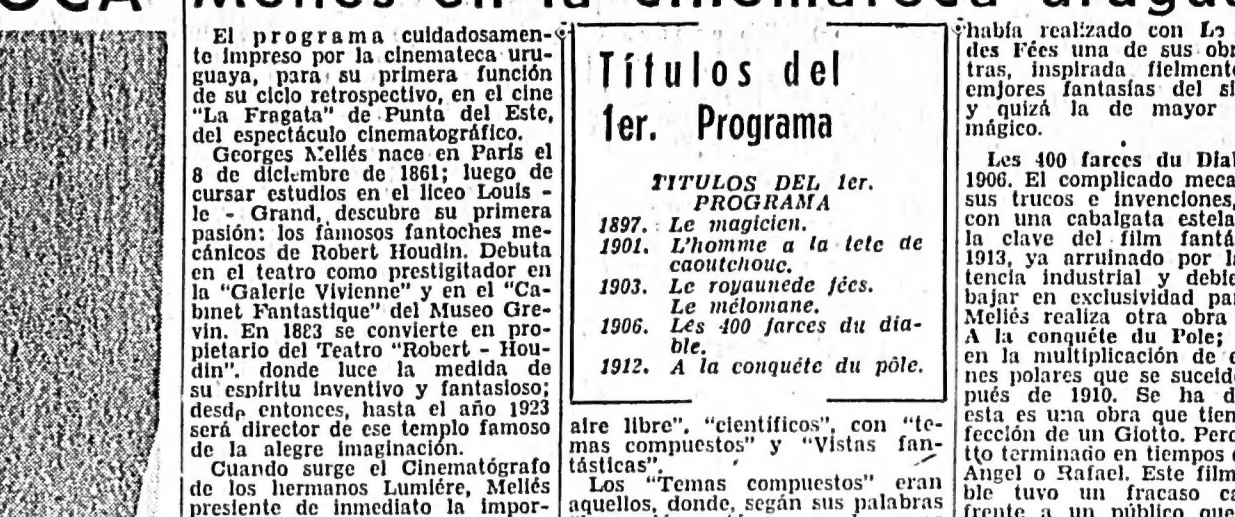 El programa cuidadosamen-
te impreso por la cinemateca uru-
guaya, para su primera función
de su ciclo retrospectivo, en el cine
"La Fragata" de Punta del Este,
del espectáculo cinematográfico.
Georges Meliés nace en París el
8 de diciembre de 1861; luego de
cursar estudios en el liceo Louis -
le - Grand, descubre su primera
pasión: los famosos fantoches me-
cánicos de Robert Houdin. Debuta
en el teatro como prestigitador en
la "Galerie Vivienne" y en el "Ca-
binet Fantastique" del Museo Gre-
vin. En 1883 se convierte en pro-
pietario del Teatro "Robert - Hou-
din". donde luce la medida de
su espíritu inventivo y fantasioso;
desde entonces, hasta el año 1923
será director de ese templo famoso
de la alegre imaginación.
Cuando surge el Cinematógrafo
de los hermanos Lumiére, Meliés
presiente de inmediato la impor-
Títulos del
1er. Programa
TITULOS DEL 1er.
PROGRAMA
1897. Le magicien.
1901. L'homme a la tete de
caoutchouc.
1903. Le royaunede fées.
Le mélomane.
1906. Les 400 farces du dia-
ble.
1912. A la conquéte du pôle.
aire libre". "científicos", con "te-
mas compuestos" y "Vistas fan-
tásticas".
Los "Temas compuestos" eran
aquellos, donde, segán sus palabras
había realizado con Le
des Fées una de sus obr
tras, inspirada fielmente
emjores fantasías del si
y quizá la de mayor
mágico.
Les 400 farces du Diab
1906. El complicado meca
sus trucos e invenciones,
con una cabalgata estela
la clave del film fantá
1913, ya arruinado por la
tencia industrial y debie
bajar en exclusividad par
Meliés realiza otra obra
A la conquéte du Pole;
en la multiplicación de e
nes polares que se suceide
pués de 1910. Se ha d
esta es una obra que tien
fección de un Giotto. Pero
tto terminado en tiempos d
Angel o Rafael. Este film
ble tuvo un fracaso ca
frente a un público que